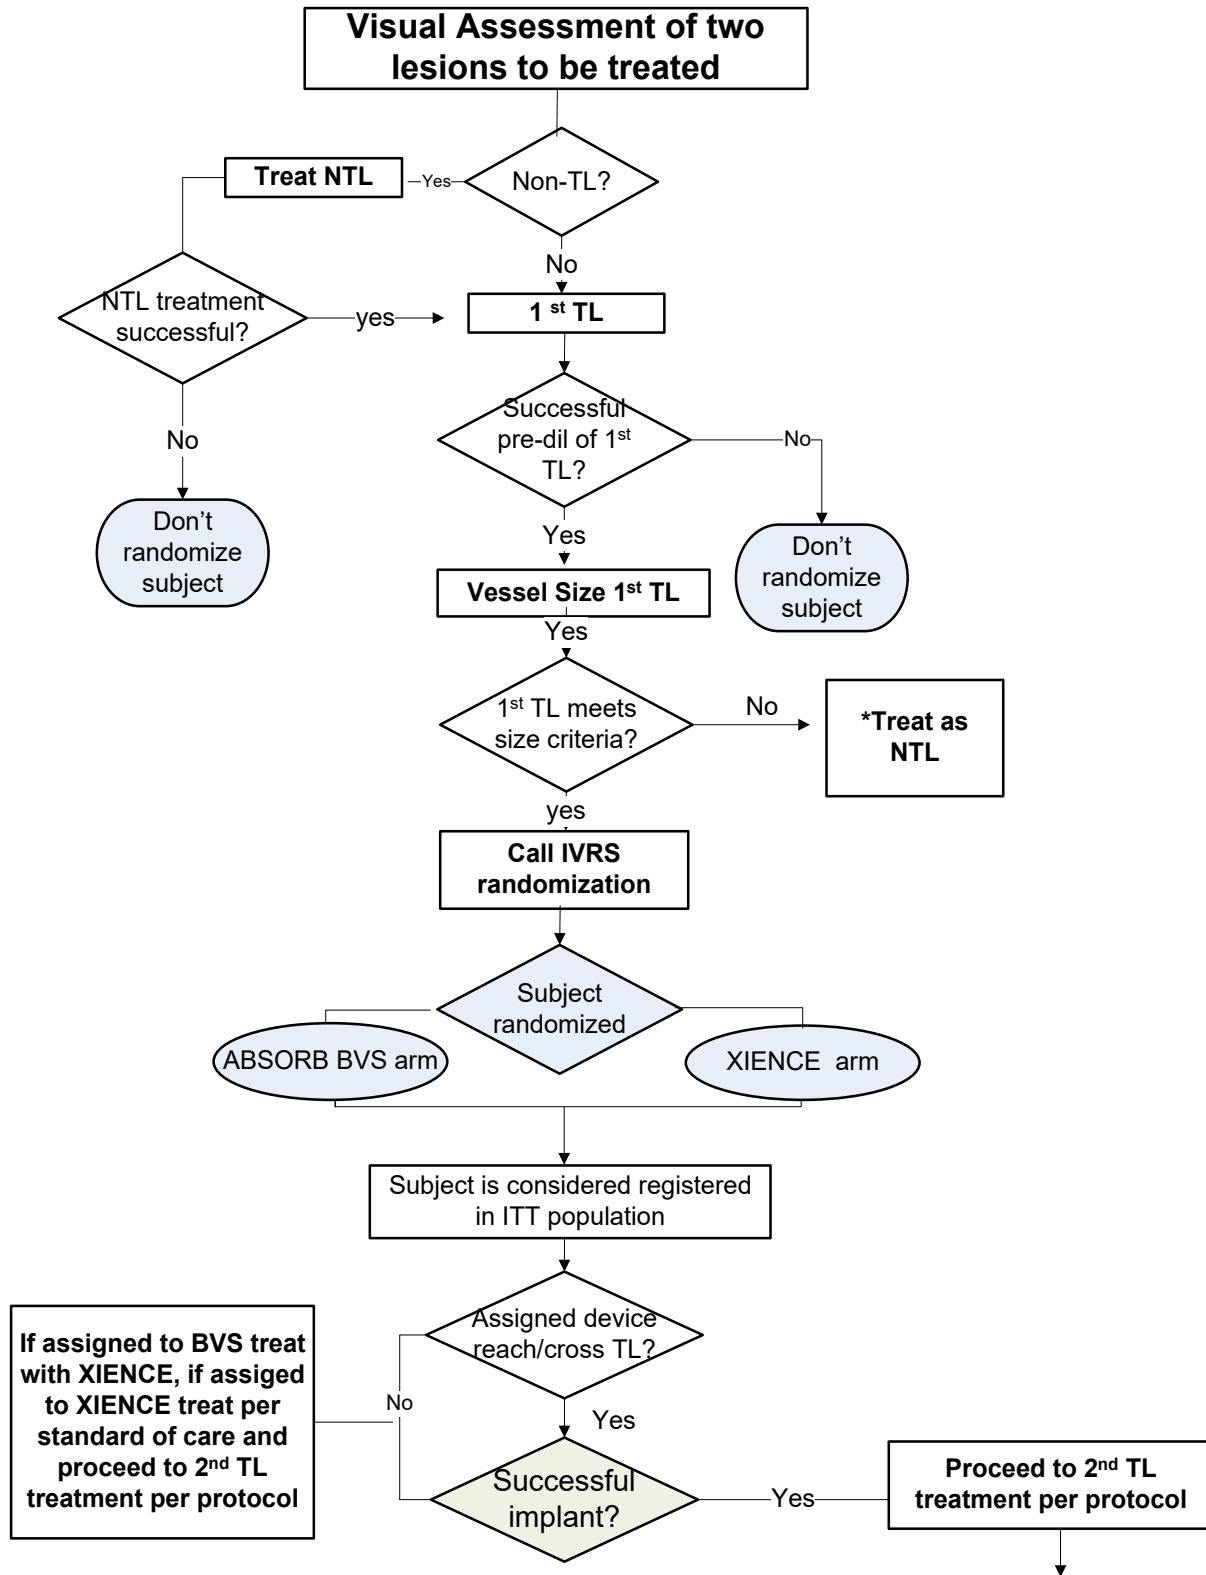 Visual Assessment of two
lesions to be treated
Treat NTL
Yes
Non-TL?
No
NTL treatment
successful?
yes
1 st TL
No
Successful
pre-dil of 1st
TL?
No
Don't
randomize
subject
Yes
Don't
randomize
subject
Vessel Size 1st TL
Yes
1st TL meets
size criteria?
No
*Treat as
NTL
yes
Call IVRS
randomization
Subject
randomized
ABSORB BVS arm
XIENCE arm
Subject is considered registered
in ITT population
Assigned device
reach/cross TL?
If assigned to BVS treat
with XIENCE, if assiged
to XIENCE treat per
standard of care and
proceed to 2nd TL
treatment per protocol
No
Yes
Successful
implant?
Yes
Proceed to 2nd TL
treatment per protocol